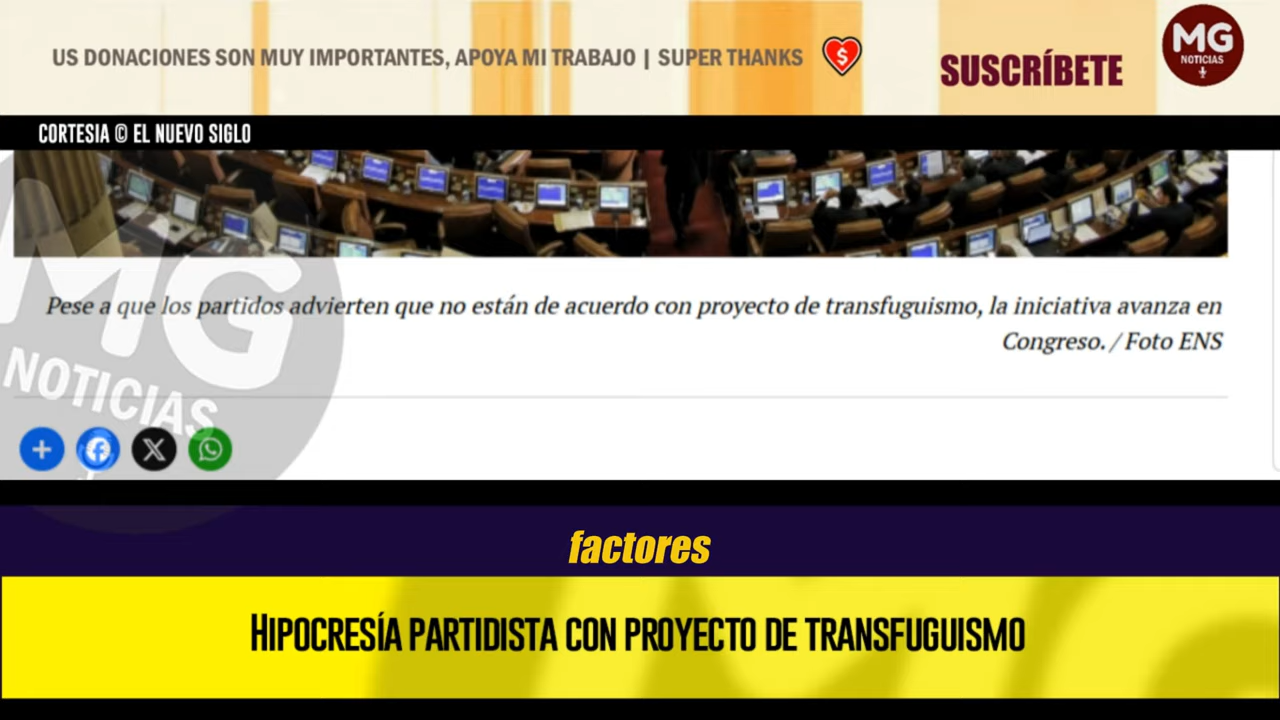 US DONACIONES SON MUY IMPORTANTES, APOYA MI TRABAJO | SUPER THANKS
$
SUSCRÍBETE
MG
NOTICIAS
CORTESIA © EL NUEVO SIGLO
Pese a que los partidos advierten que no están de acuerdo con proyecto de transfuguismo, la iniciativa avanza en
Congreso. / Foto ENS
MG
NOTICIAS
factores
HIPOCRESÍA PARTIDISTA CON PROYECTO DE TRANSFUGUISMO